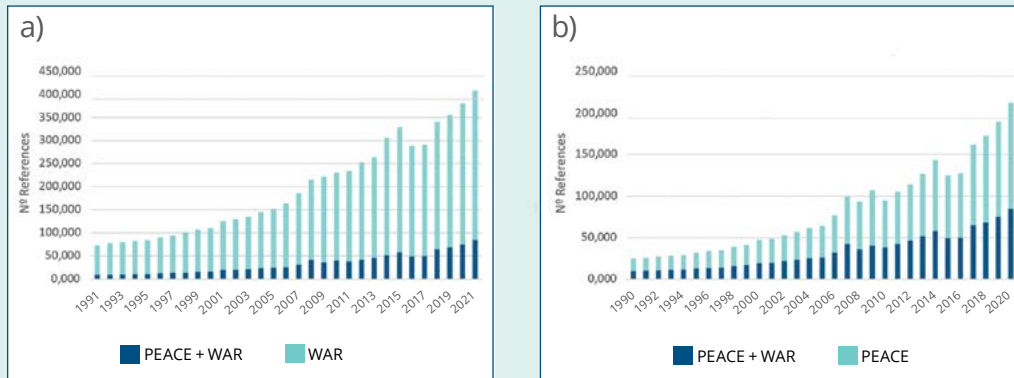 a)
450,000
400,000
350,000
300,000
250,000
200,000
150,000
100,000
50,000
0,000
Nº References
1991 1993 1995 1997 1999 2001 2003 2005 2007 2009 2011 2013 2015 2017 2019 2021
PEACE + WAR WAR
b)
250,000
200,000
150,000
100,000
50,000
0,000
Nº References
1990 1992 1994 1996 1998 2000 2002 2004 2006 2008 2010 2012 2014 2016 2018 2020
PEACE + WAR PEACE